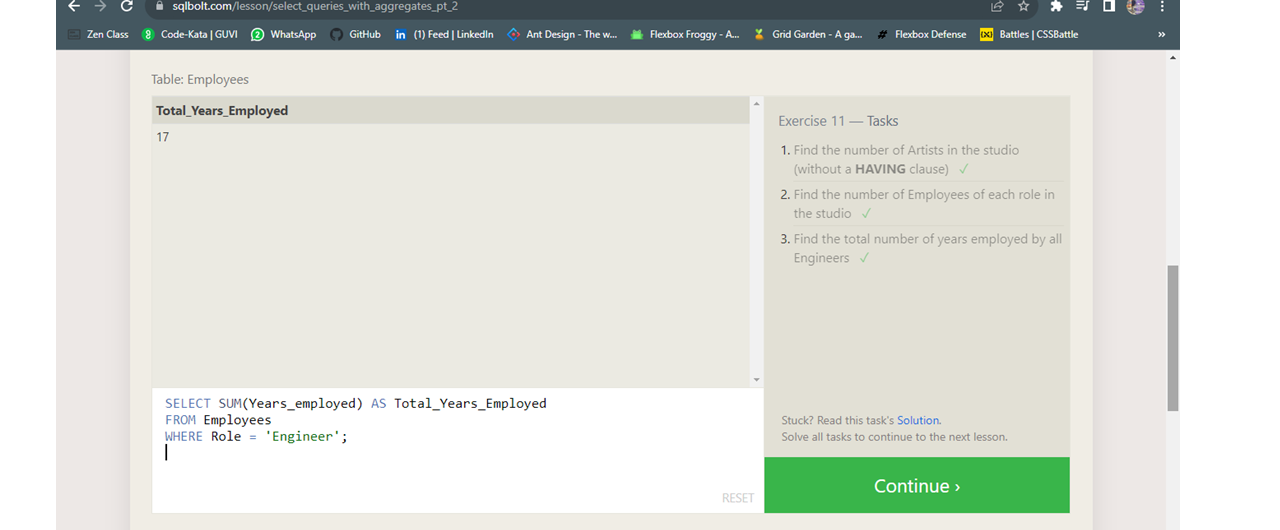 sqlbolt.com/lesson/select_queries_with_aggregates_pt_2
Zen Class Code-Kata | GUVI WhatsApp GitHub (1) Feed | LinkedIn Ant Design - The w... Flexbox Froggy - A... Grid Garden - A ga... Flexbox Defense Battles | CSSBattle »
Table: Employees
Total_Years_Employed
17
SELECT SUM(Years_employed) AS Total_Years_Employed
FROM Employees
WHERE Role = 'Engineer';
RESET
Exercise 11 — Tasks
1. Find the number of Artists in the studio
(without a HAVING clause) ✓
2. Find the number of Employees of each role in
the studio ✓
3. Find the total number of years employed by all
Engineers ✓
Stuck? Read this task's Solution.
Solve all tasks to continue to the next lesson.
Continue ›